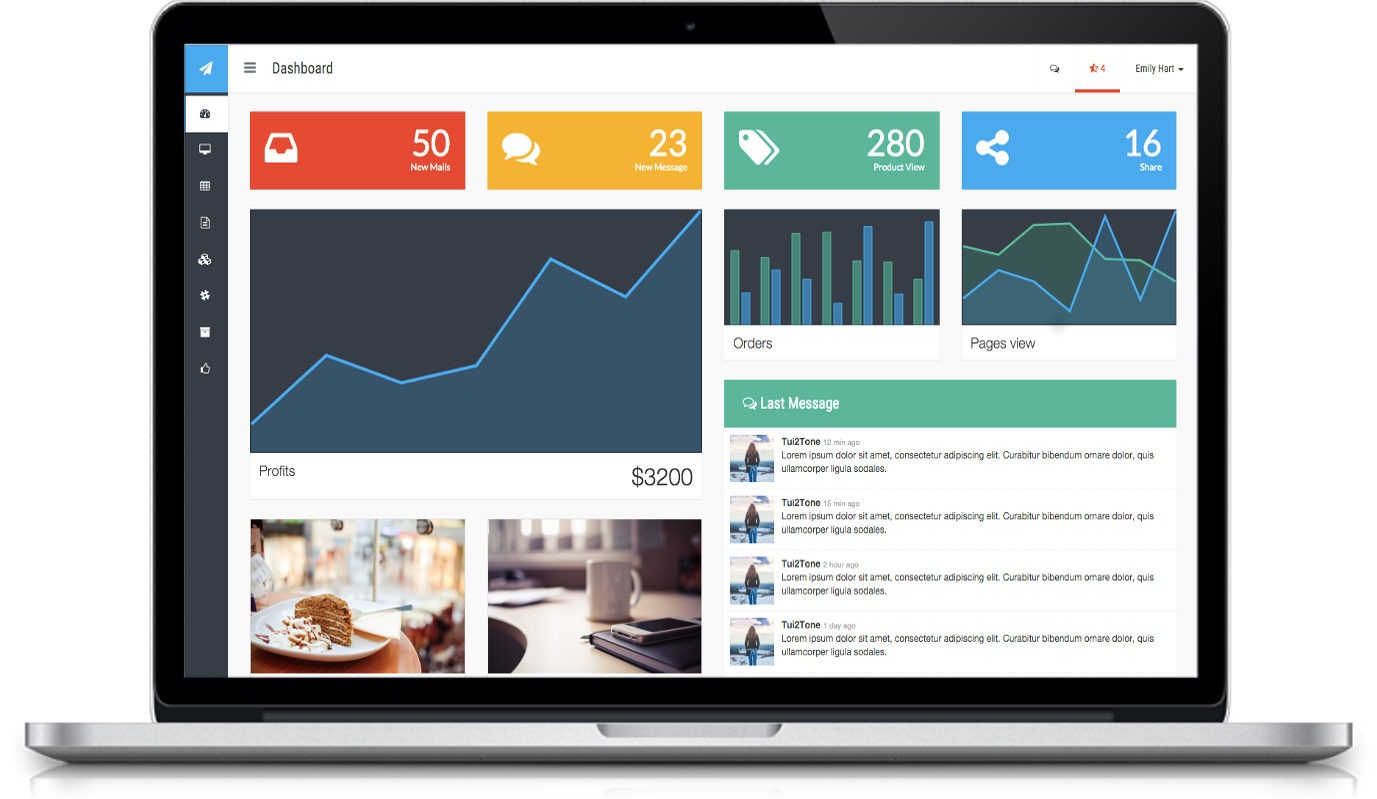 Dashboard
4
Emily Hart
50
New Mails
23
New Message
280
Product View
16
Share
Profits
$3200
Orders
Pages view
Last Message
Tui2Tone 12 min ago
Lorem ipsum dolor sit amet, consectetur adipiscing elit. Curabitur bibendum ornare dolor, quis
ullamcorper ligula sodales.
Tui2Tone 15 min ago
Lorem ipsum dolor sit amet, consectetur adipiscing elit. Curabitur bibendum ornare dolor, quis
ullamcorper ligula sodales.
Tui2Tone 2 hour ago
Lorem ipsum dolor sit amet, consectetur adipiscing elit. Curabitur bibendum ornare dolor, quis
ullamcorper ligula sodales.
Tui2Tone 1 day ago
Lorem ipsum dolor sit amet, consectetur adipiscing elit. Curabitur bibendum ornare dolor, quis
ullamcorper ligula sodales.